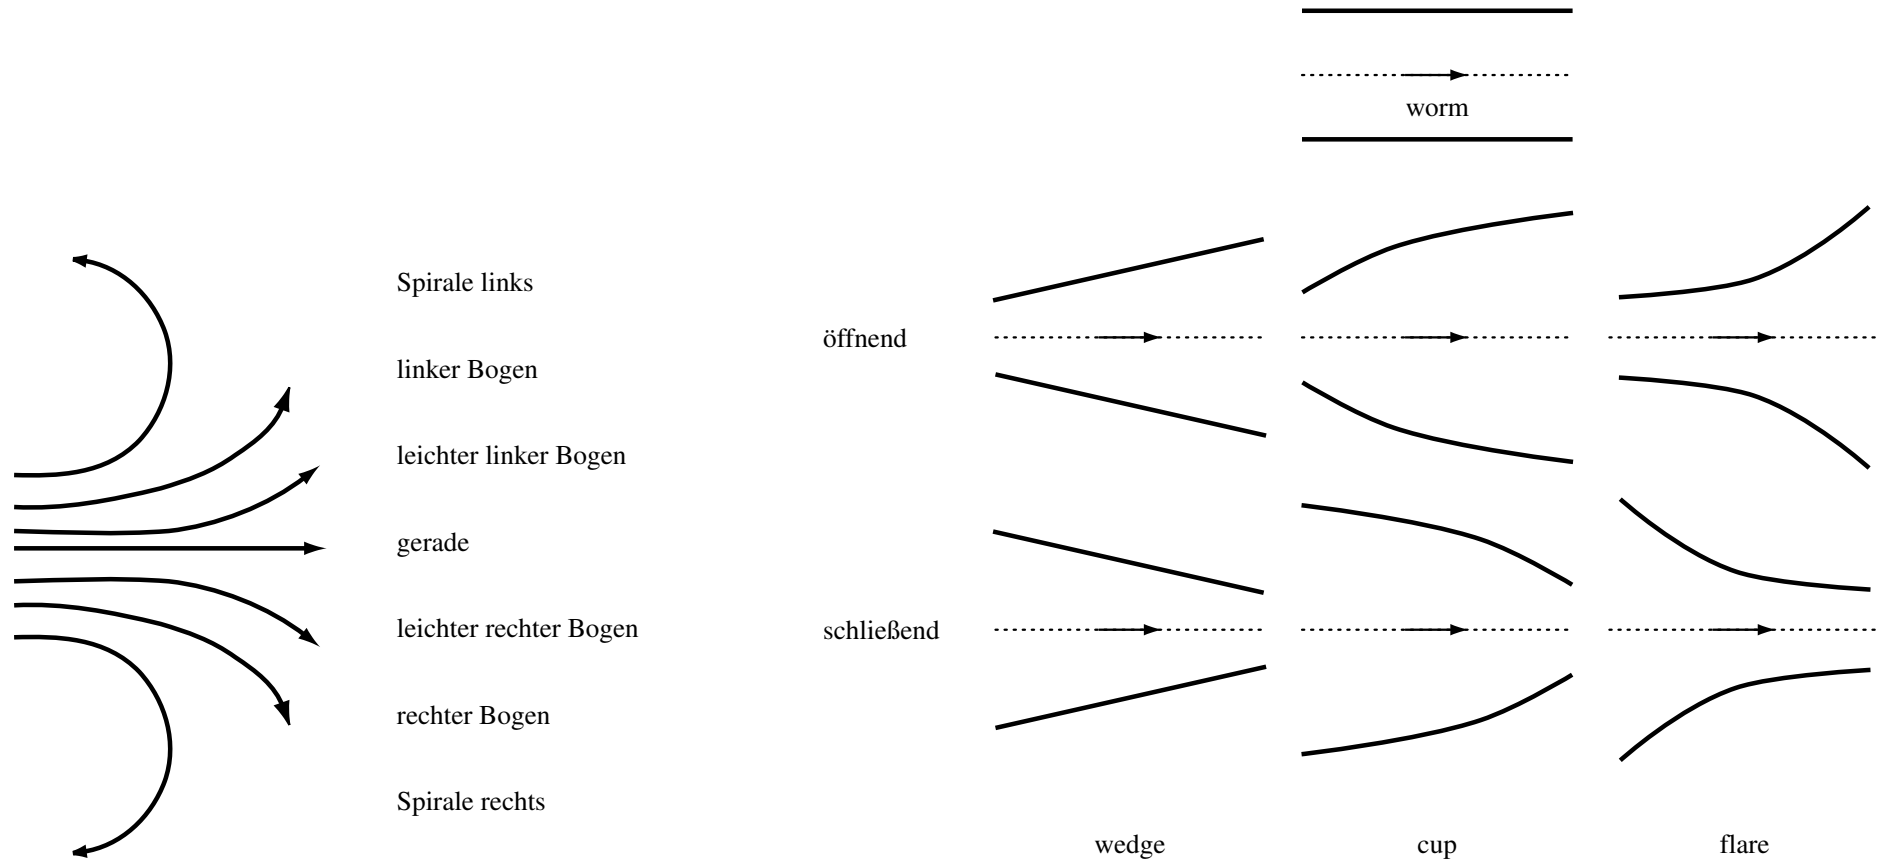 worm
Spirale links
öffnend
linker Bogen
leichter linker Bogen
gerade
leichter rechter Bogen
schließend
rechter Bogen
Spirale rechts
wedge
cup
flare